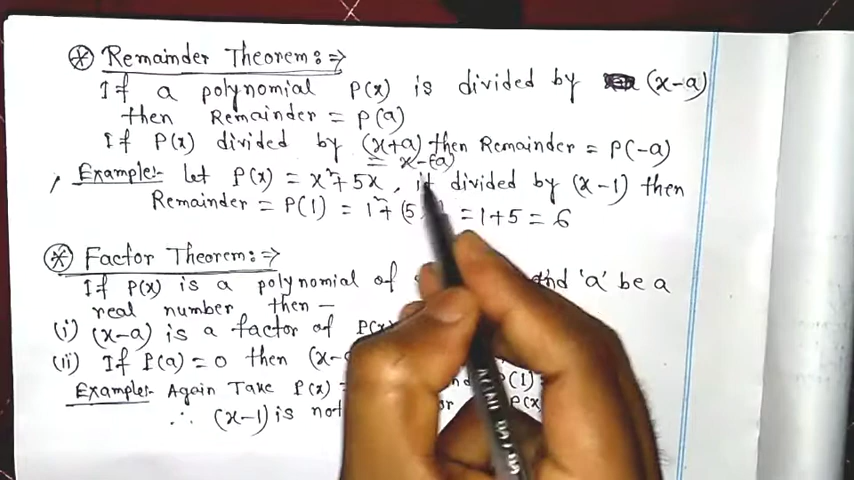 Remainder Theorem:⇒
If a polynomial P(x) is divided by (x-a)
then Remainder = P(a)
If P(x) divided by (x+a) then Remainder = P(-a)
= x-(-a)
Example:- Let P(x) = x²+5x, it divided by (x-1) then
Remainder = P(1) = 1²+(5 = 1+5 = 6
Factor Theorem:⇒
If P(x) is a polynomial of and 'a' be a
real number then —
(i) (x-a) is a factor of P(x)
(ii) If P(a)=0 then (x-
Example:- Again Take P(x) = P(1)
∴ (x-1) is not P(x)